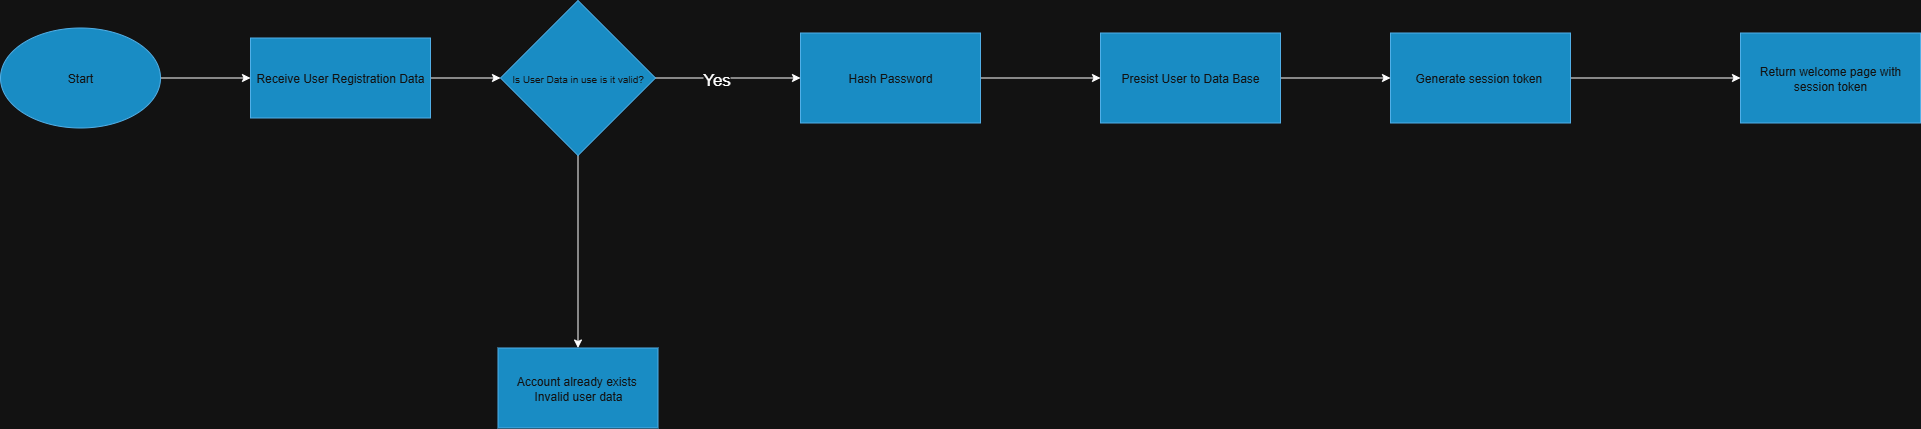 Start
Receive User Registration Data
Is User Data in use is it valid?
Yes
Hash Password
Presist User to Data Base
Generate session token
Return welcome page with
session token
Account already exists
Invalid user data